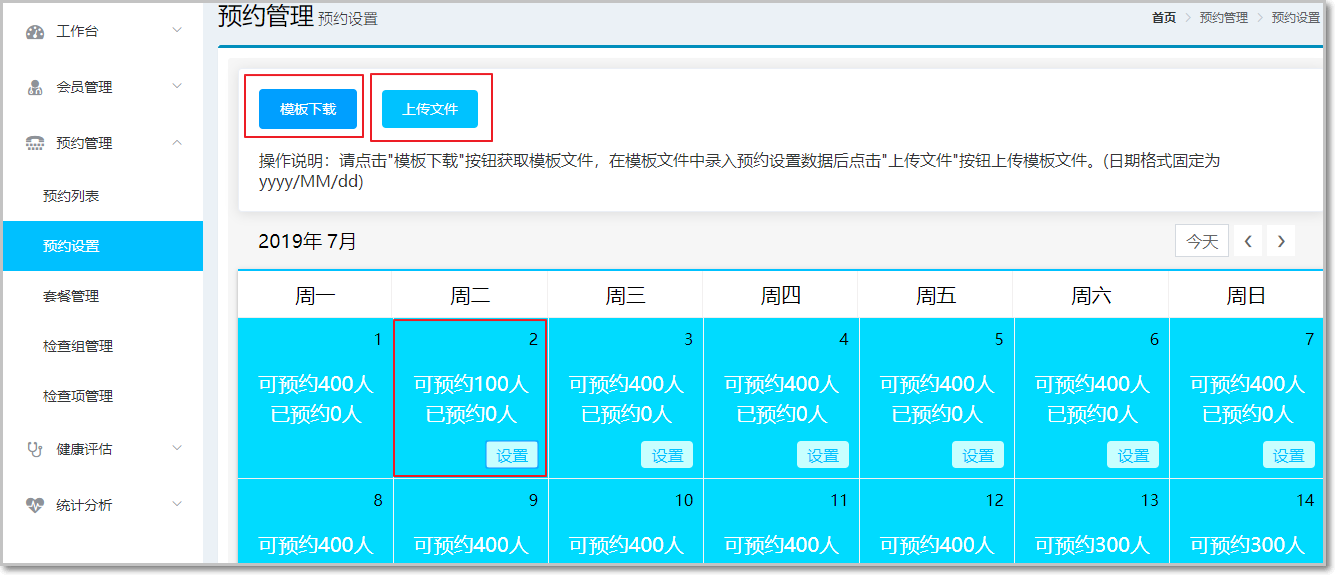 工作台
会员管理
预约管理
预约列表
预约设置
套餐管理
检查组管理
检查项管理
健康评估
统计分析
预约管理 预约设置
首页 > 预约管理 > 预约设置
模板下载 上传文件
操作说明：请点击"模板下载"按钮获取模板文件，在模板文件中录入预约设置数据后点击"上传文件"按钮上传模板文件。(日期格式固定为
yyyy/MM/dd)
2019年 7月 今天 < >
周一 周二 周三 周四 周五 周六 周日
1 2 3 4 5 6 7
可预约400人 可预约100人 可预约400人 可预约400人 可预约400人 可预约400人 可预约400人
已预约0人 已预约0人 已预约0人 已预约0人 已预约0人 已预约0人 已预约0人
设置 设置 设置 设置 设置 设置
8 9 10 11 12 13 14
可预约400人 可预约400人 可预约400人 可预约400人 可预约400人 可预约300人 可预约300人